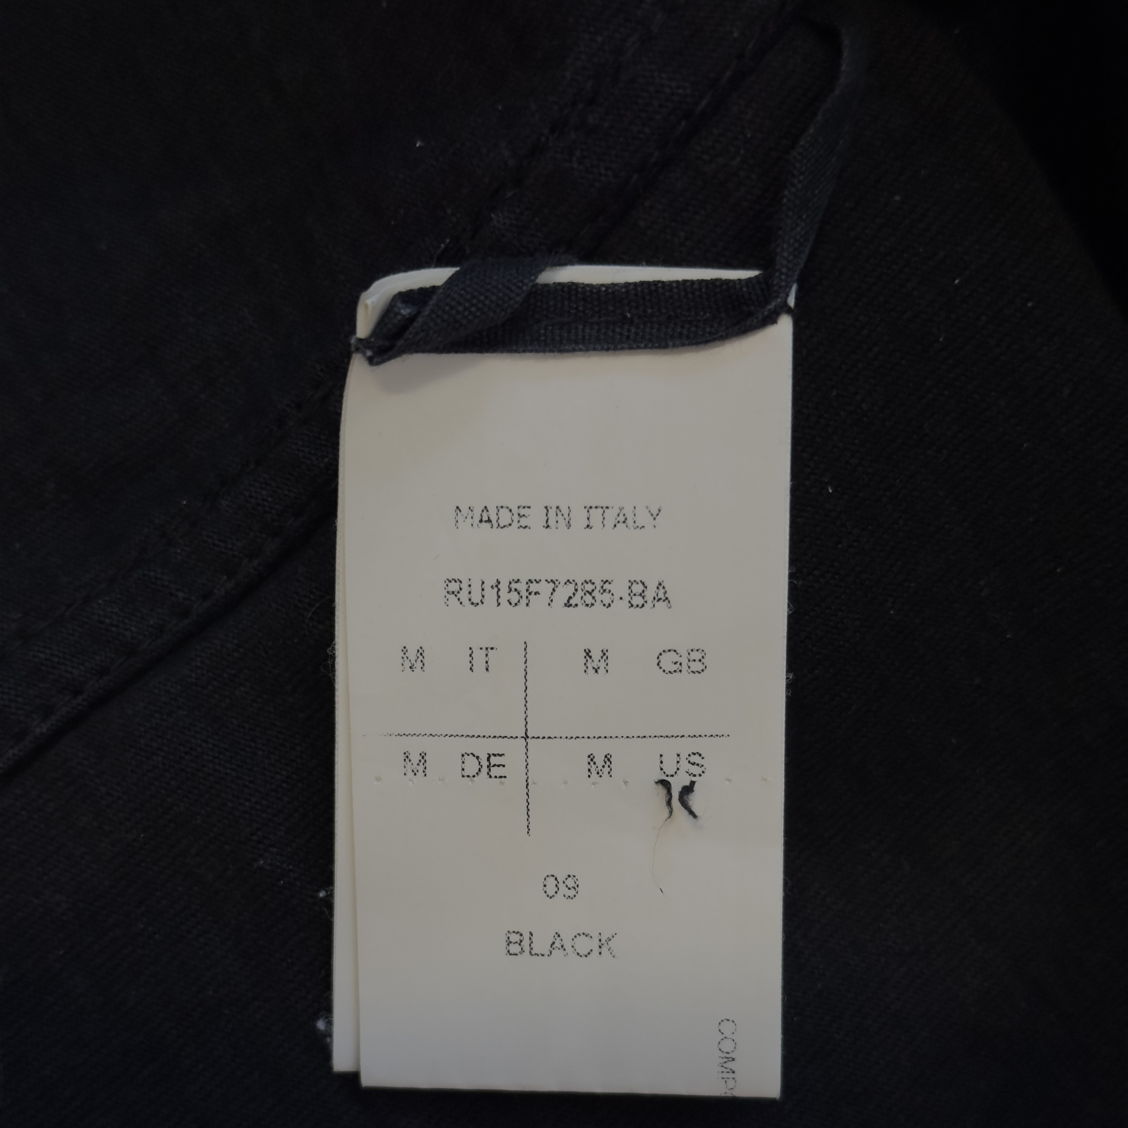 MADE IN ITALY
RU15F7285-BA
M IT M GB
M DE M US
09
BLACK